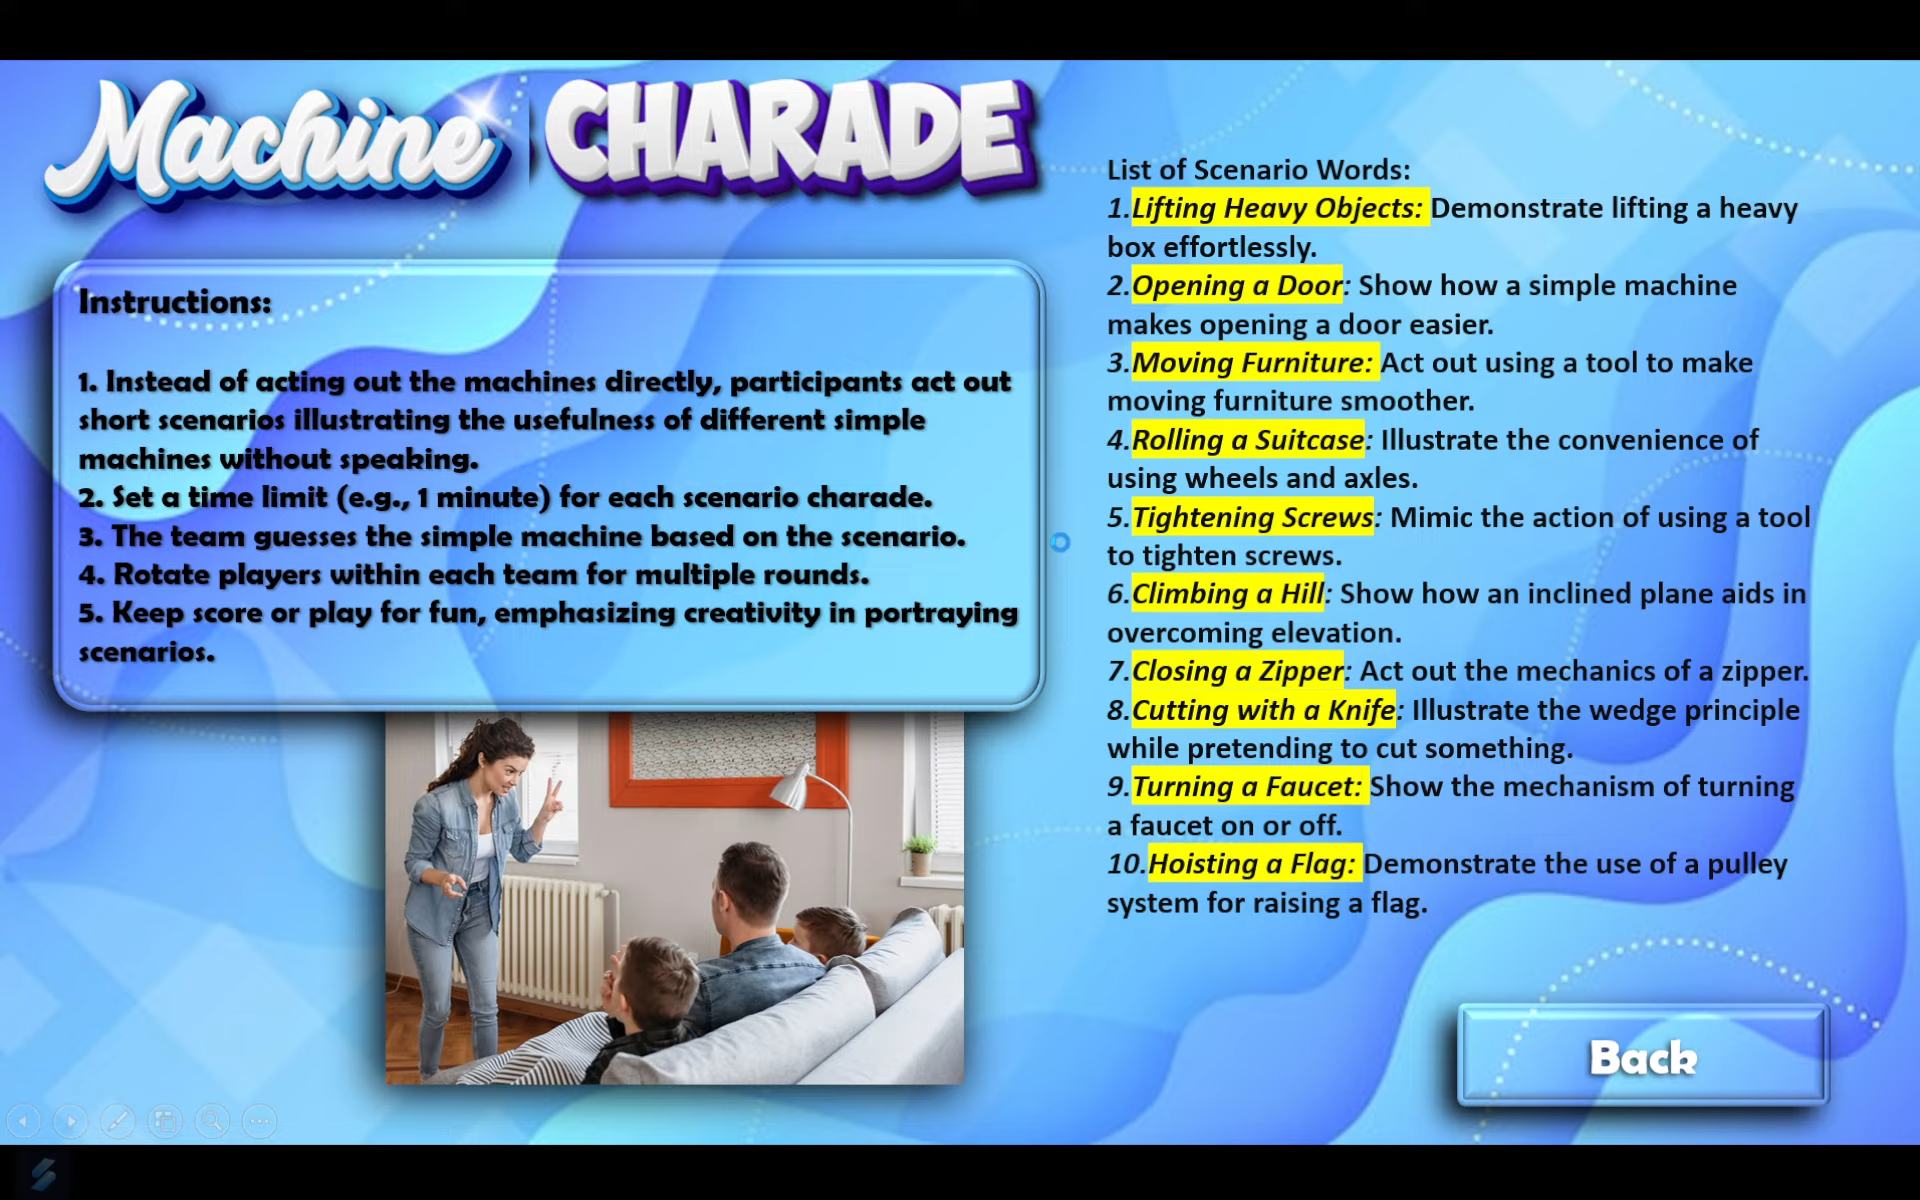 Machine CHARADE
Instructions:
1. Instead of acting out the machines directly, participants act out
short scenarios illustrating the usefulness of different simple
machines without speaking.
2. Set a time limit (e.g., 1 minute) for each scenario charade.
3. The team guesses the simple machine based on the scenario.
4. Rotate players within each team for multiple rounds.
5. Keep score or play for fun, emphasizing creativity in portraying
scenarios.
List of Scenario Words:
1.Lifting Heavy Objects: Demonstrate lifting a heavy
box effortlessly.
2.Opening a Door: Show how a simple machine
makes opening a door easier.
3.Moving Furniture: Act out using a tool to make
moving furniture smoother.
4.Rolling a Suitcase: Illustrate the convenience of
using wheels and axles.
5.Tightening Screws: Mimic the action of using a tool
to tighten screws.
6.Climbing a Hill: Show how an inclined plane aids in
overcoming elevation.
7.Closing a Zipper: Act out the mechanics of a zipper.
8.Cutting with a Knife: Illustrate the wedge principle
while pretending to cut something.
9.Turning a Faucet: Show the mechanism of turning
a faucet on or off.
10.Hoisting a Flag: Demonstrate the use of a pulley
system for raising a flag.
Back